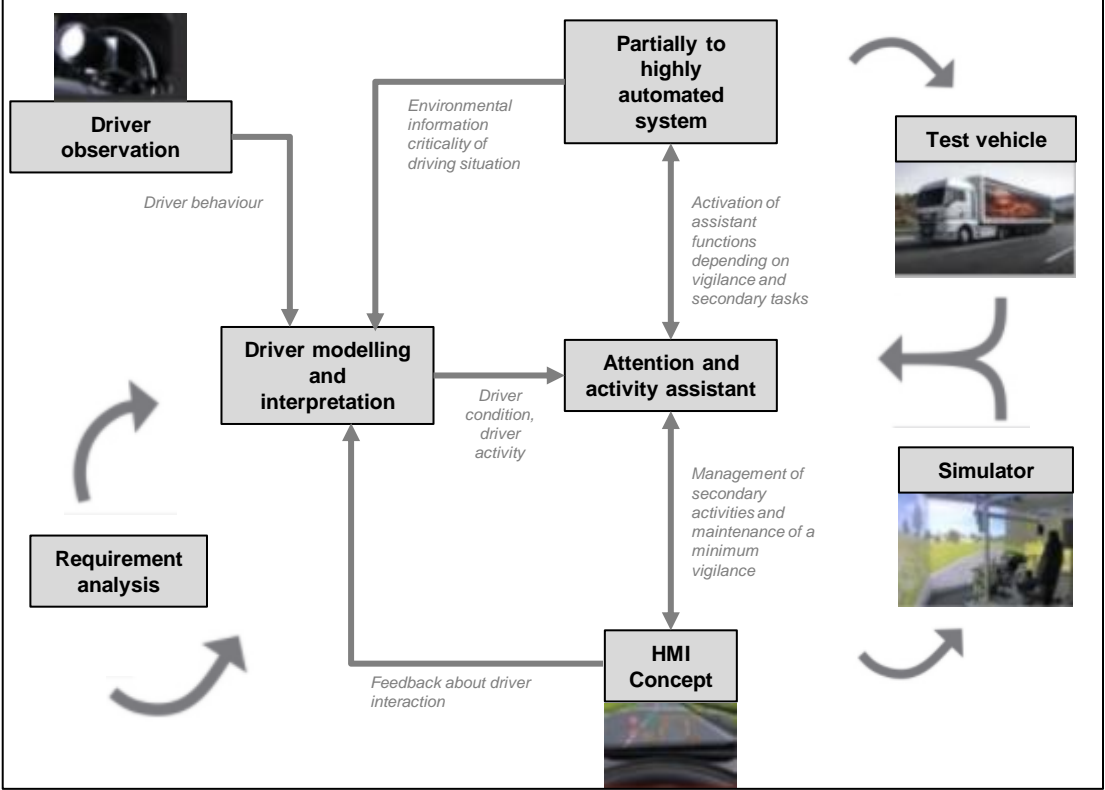 Driver
observation
Driver behaviour
Environmental
information
criticality of
driving situation
Partially to
highly
automated
system
Test vehicle
Activation of
assistant
functions
depending on
vigilance and
secondary tasks
Driver modelling
and
interpretation
Driver
condition,
driver
activity
Attention and
activity assistant
Management of
secondary
activities and
maintenance of a
minimum
vigilance
Simulator
Requirement
analysis
Feedback about driver
interaction
HMI
Concept